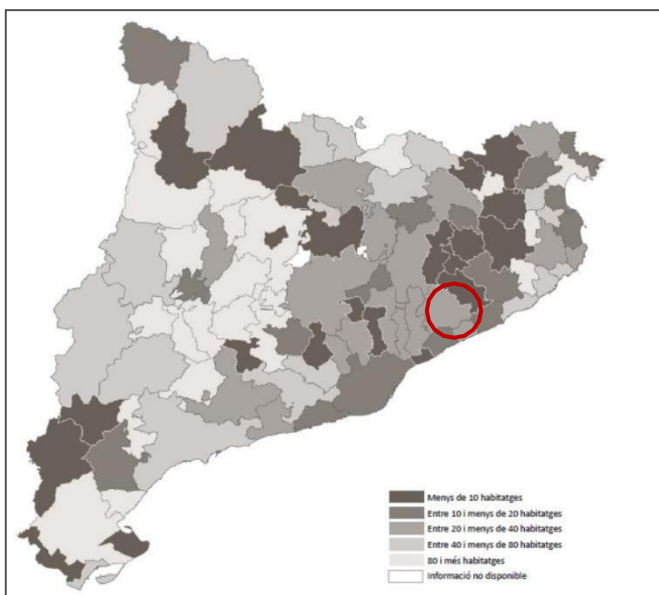 Menys de 10 habitatges
Entre 10 i menys de 20 habitatges
Entre 20 i menys de 40 habitatges
Entre 40 i menys de 80 habitatges
80 i més habitatges
Informació no disponible